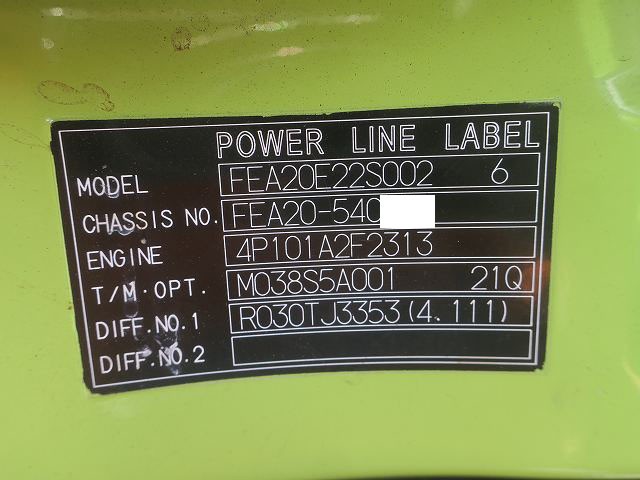 POWER LINE LABEL
MODEL FEA20E22S002 6
CHASSIS NO. FEA20-540
ENGINE 4P101A2F2313
T/M·OPT. M038S5A001 21Q
DIFF.NO.1 R030TJ3353(4.111)
DIFF.NO.2